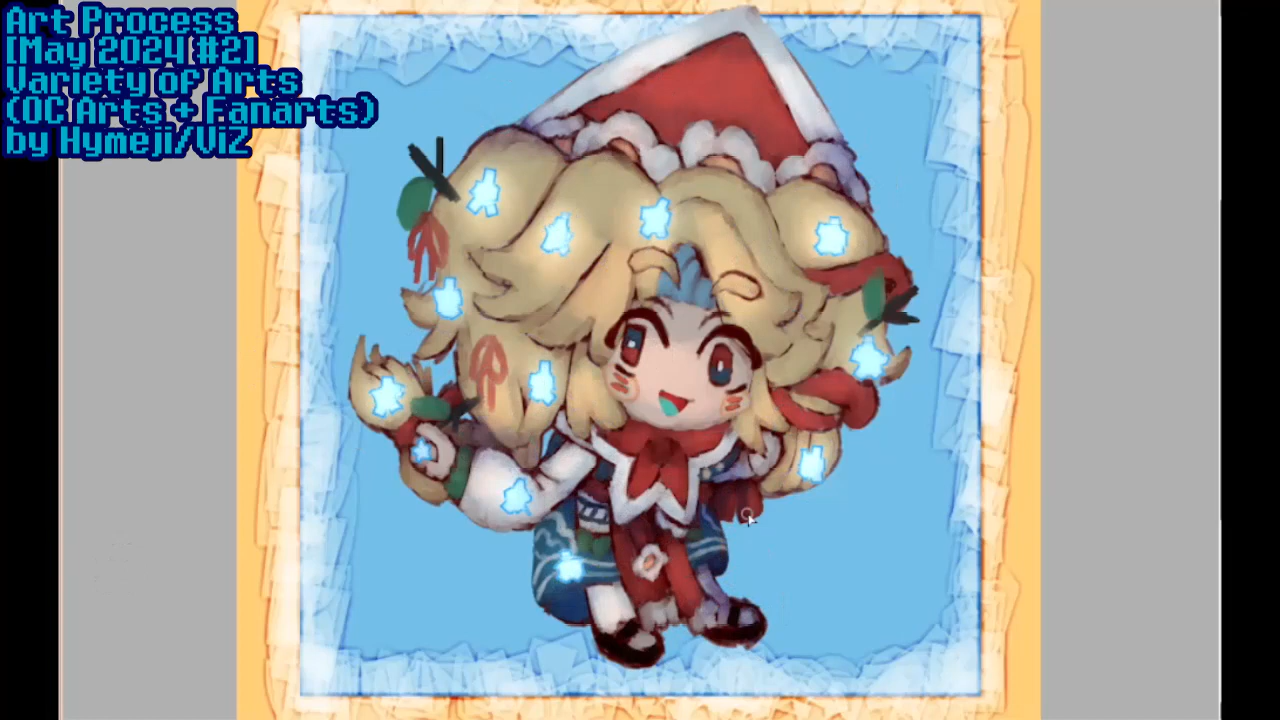 Art Process
[May 2024 #2]
Variety of Arts
(OC Arts + Fanarts)
by Hymeji/ViZ